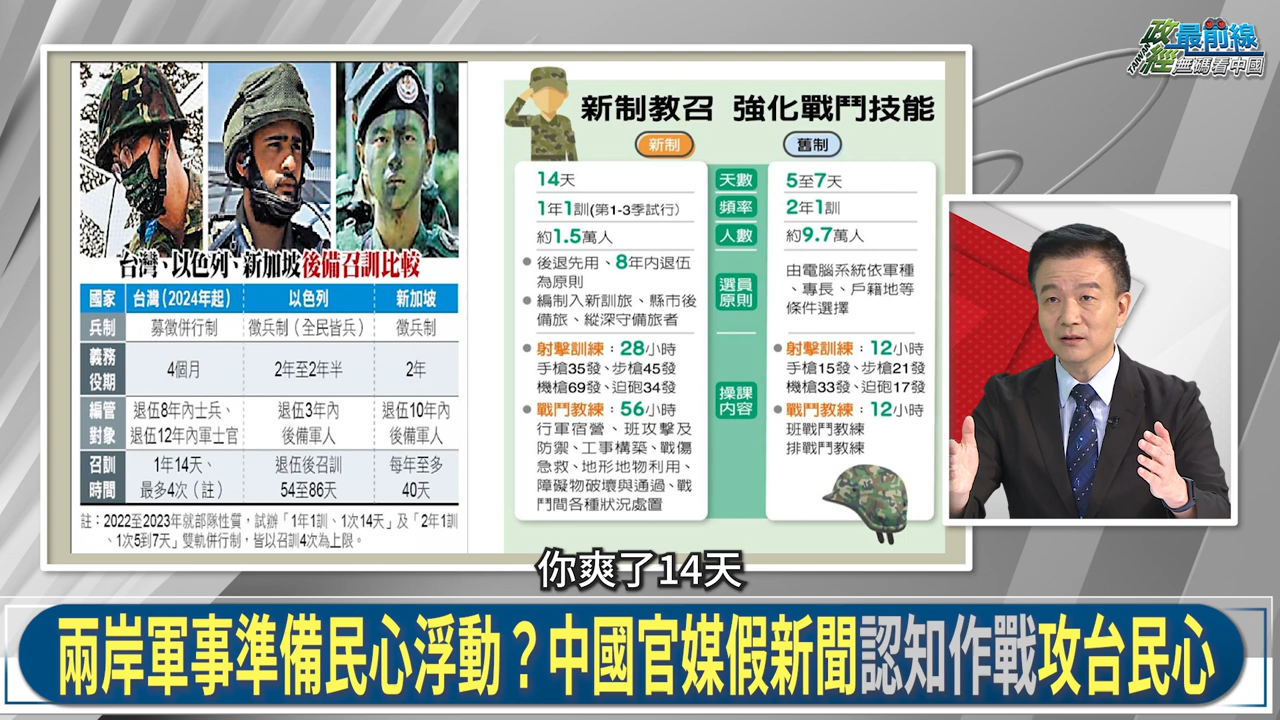 政經最前線
無碼看中國
台灣、以色列、新加坡後備召訓比較
國家 台灣(2024年起) 以色列 新加坡
兵制 募徵併行制 徵兵制(全民皆兵) 徵兵制
義務役期 4個月 2年至2年半 2年
編管對象 退伍8年內士兵、退伍12年內軍士官 退伍3年內後備軍人 退伍10年內後備軍人
召訓時間 1年14天、最多4次(註) 退伍後召訓54至86天 每年至多40天
註:2022至2023年就部隊性質,試辦「1年1訓、1次14天」及「2年1訓
、1次5到7天」雙軌併行制,皆以召訓4次為上限。
新制教召 強化戰鬥技能
新制 舊制
14天 天數 5至7天
1年1訓(第1-3季試行) 頻率 2年1訓
約1.5萬人 人數 約9.7萬人
選員原則
●後退先用、8年內退伍
為原則
●編制入新訓旅、縣市後
備旅、縱深守備旅者
由電腦系統依軍種
、專長、戶籍地等
條件選擇
操課內容
●射擊訓練:28小時
手槍35發、步槍45發
機槍69發、迫砲34發
●戰鬥教練:56小時
行軍宿營、班攻擊及
防禦、工事構築、戰傷
急救、地形地物利用、
障礙物破壞與通過、戰
鬥間各種狀況處置
●射擊訓練:12小時
手槍15發、步槍21發
機槍33發、迫砲17發
●戰鬥教練:12小時
班戰鬥教練
排戰鬥教練
你爽了14天
兩岸軍事準備民心浮動?中國官媒假新聞認知作戰攻台民心